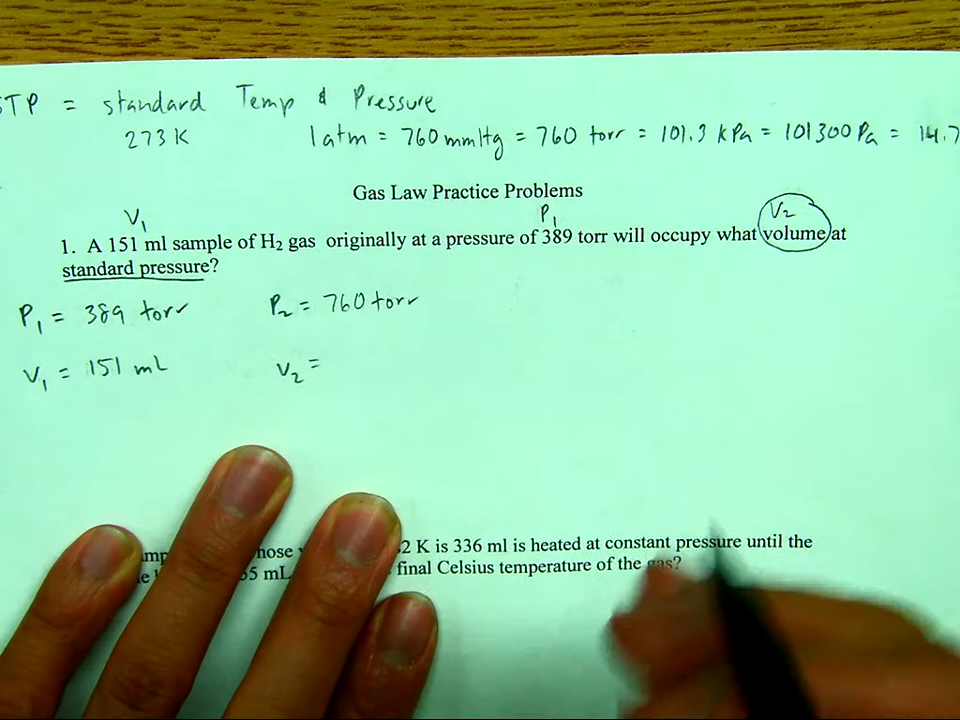 STP = standard Temp & Pressure
273 K 1 atm = 760 mmHg = 760 torr = 101.3 kPa = 101300 Pa = 14.7
Gas Law Practice Problems
V₁ P₁ V₂
1. A 151 ml sample of H₂ gas originally at a pressure of 389 torr will occupy what volume at
standard pressure?
P₁ = 389 torr P₂ = 760 torr
V₁ = 151 mL V₂ =
2 K is 336 ml is heated at constant pressure until the
mL final Celsius temperature of the gas?